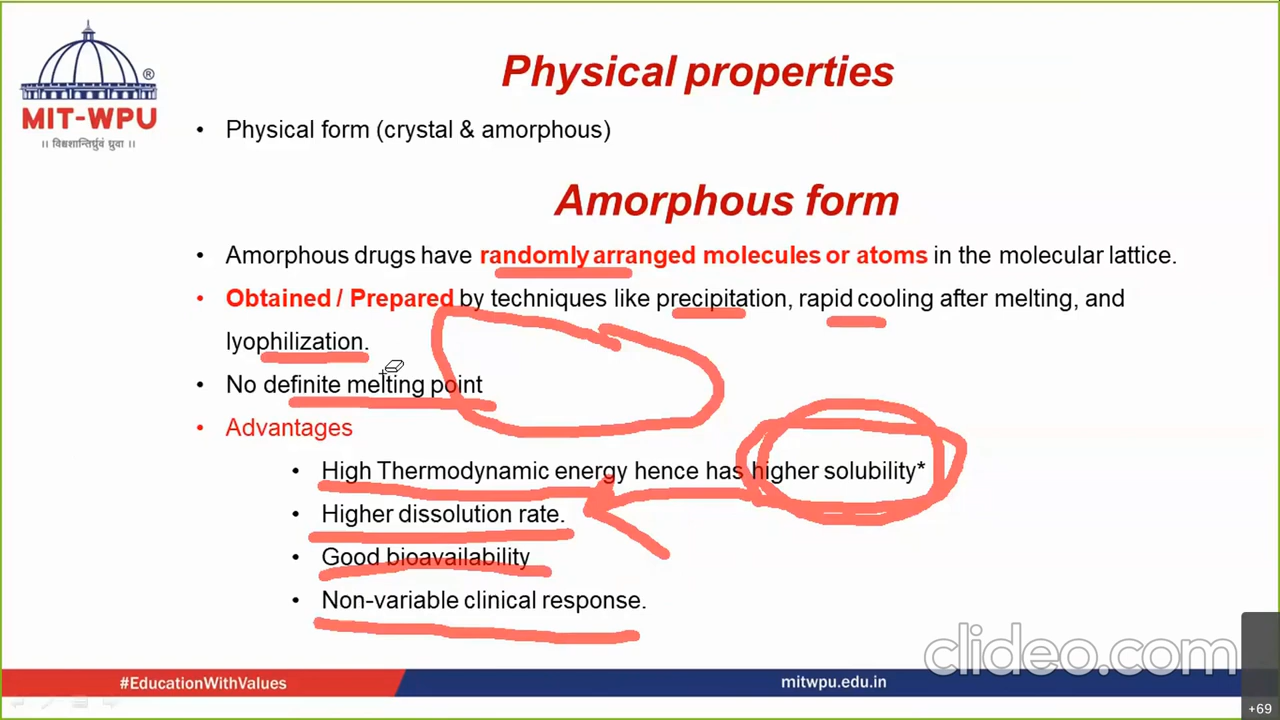 Physical properties
®
MIT-WPU
|| विश्वशान्तिर्ध्रुवं ध्रुवा ||
• Physical form (crystal & amorphous)
Amorphous form
• Amorphous drugs have randomly arranged molecules or atoms in the molecular lattice.
• Obtained / Prepared by techniques like precipitation, rapid cooling after melting, and
lyophilization.
• No definite melting point
• Advantages
• High Thermodynamic energy hence has higher solubility*
• Higher dissolution rate.
• Good bioavailability
• Non-variable clinical response.
clideo.com
#EducationWithValues
mitwpu.edu.in
+69